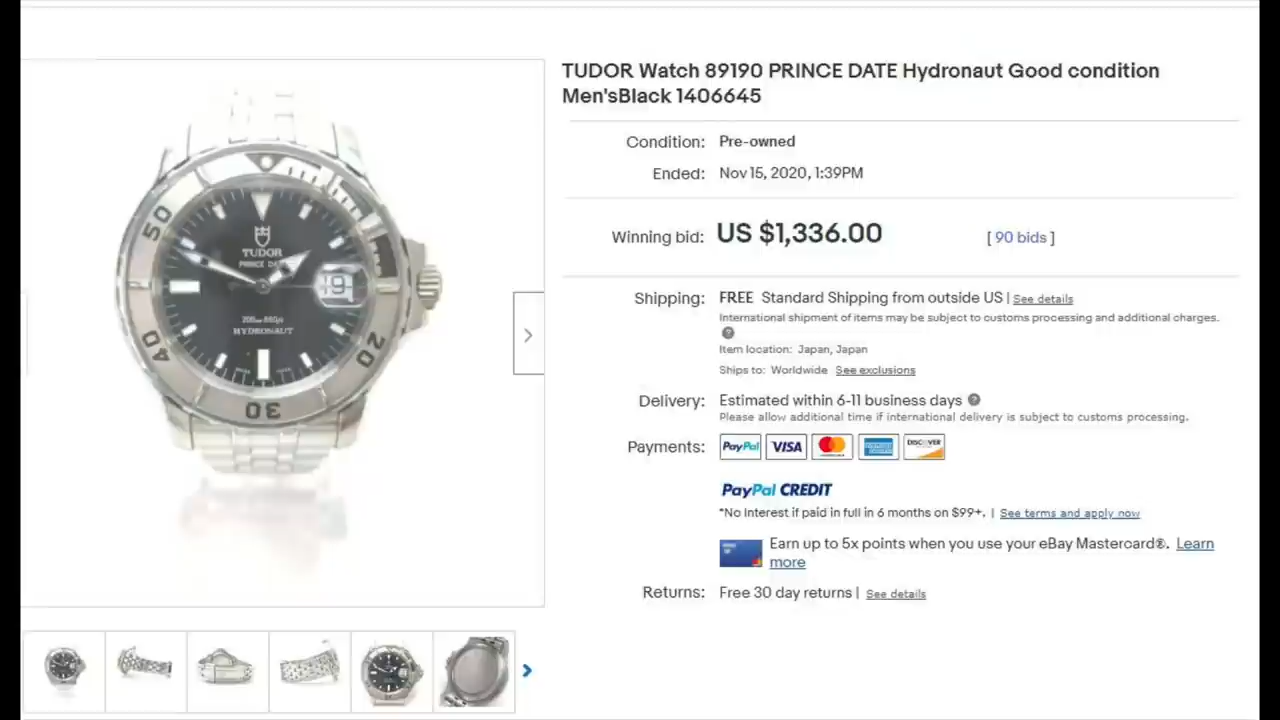 TUDOR Watch 89190 PRINCE DATE Hydronaut Good condition
Men'sBlack 1406645
Condition: Pre-owned
Ended: Nov 15, 2020, 1:39PM
Winning bid: US $1,336.00 [ 90 bids ]
Shipping: FREE Standard Shipping from outside US | See details
International shipment of items may be subject to customs processing and additional charges.
Item location: Japan, Japan
Ships to: Worldwide See exclusions
Delivery: Estimated within 6-11 business days
Please allow additional time if international delivery is subject to customs processing.
Payments: PayPal VISA DISCOVER
PayPal CREDIT
*No Interest if paid in full in 6 months on $99+. | See terms and apply now
Earn up to 5x points when you use your eBay Mastercard®. Learn
more
Returns: Free 30 day returns | See details
50
TUDOR
PRINCE
19
HYDRONAUT
40
20
30